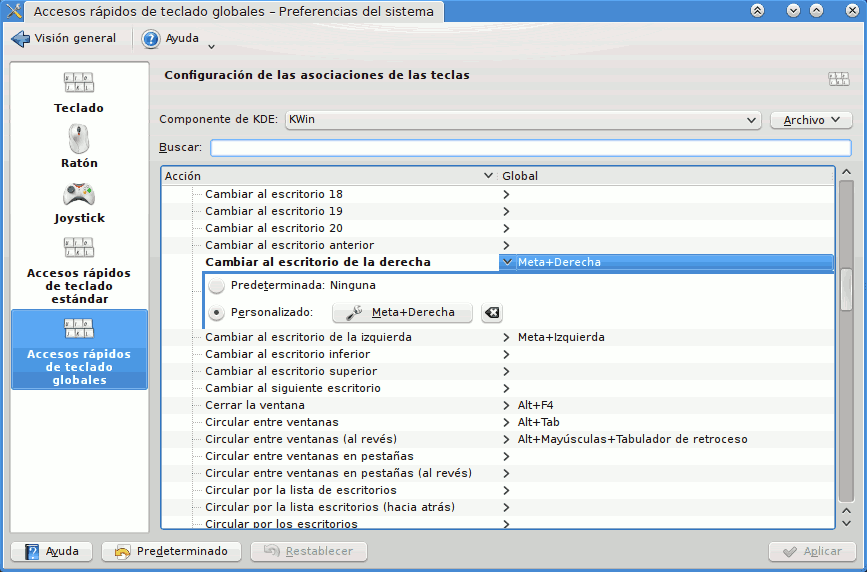 Accesos rápidos de teclado globales – Preferencias del sistema
Visión general
Ayuda
Teclado
Ratón
Joystick
Accesos rápidos
de teclado
estándar
Accesos rápidos
de teclado
globales
Configuración de las asociaciones de las teclas
Componente de KDE: KWin Archivo
Buscar:
Acción Global
Cambiar al escritorio 18
Cambiar al escritorio 19
Cambiar al escritorio 20
Cambiar al escritorio anterior
Cambiar al escritorio de la derecha Meta+Derecha
Predeterminada: Ninguna
Personalizado: Meta+Derecha
Cambiar al escritorio de la izquierda Meta+Izquierda
Cambiar al escritorio inferior
Cambiar al escritorio superior
Cambiar al siguiente escritorio
Cerrar la ventana Alt+F4
Circular entre ventanas Alt+Tab
Circular entre ventanas (al revés) Alt+Mayúsculas+Tabulador de retroceso
Circular entre ventanas en pestañas
Circular entre ventanas en pestañas (al revés)
Circular por la lista de escritorios
Circular por la lista escritorios (hacia atrás)
Circular por los escritorios
Ayuda Predeterminado Restablecer Aplicar